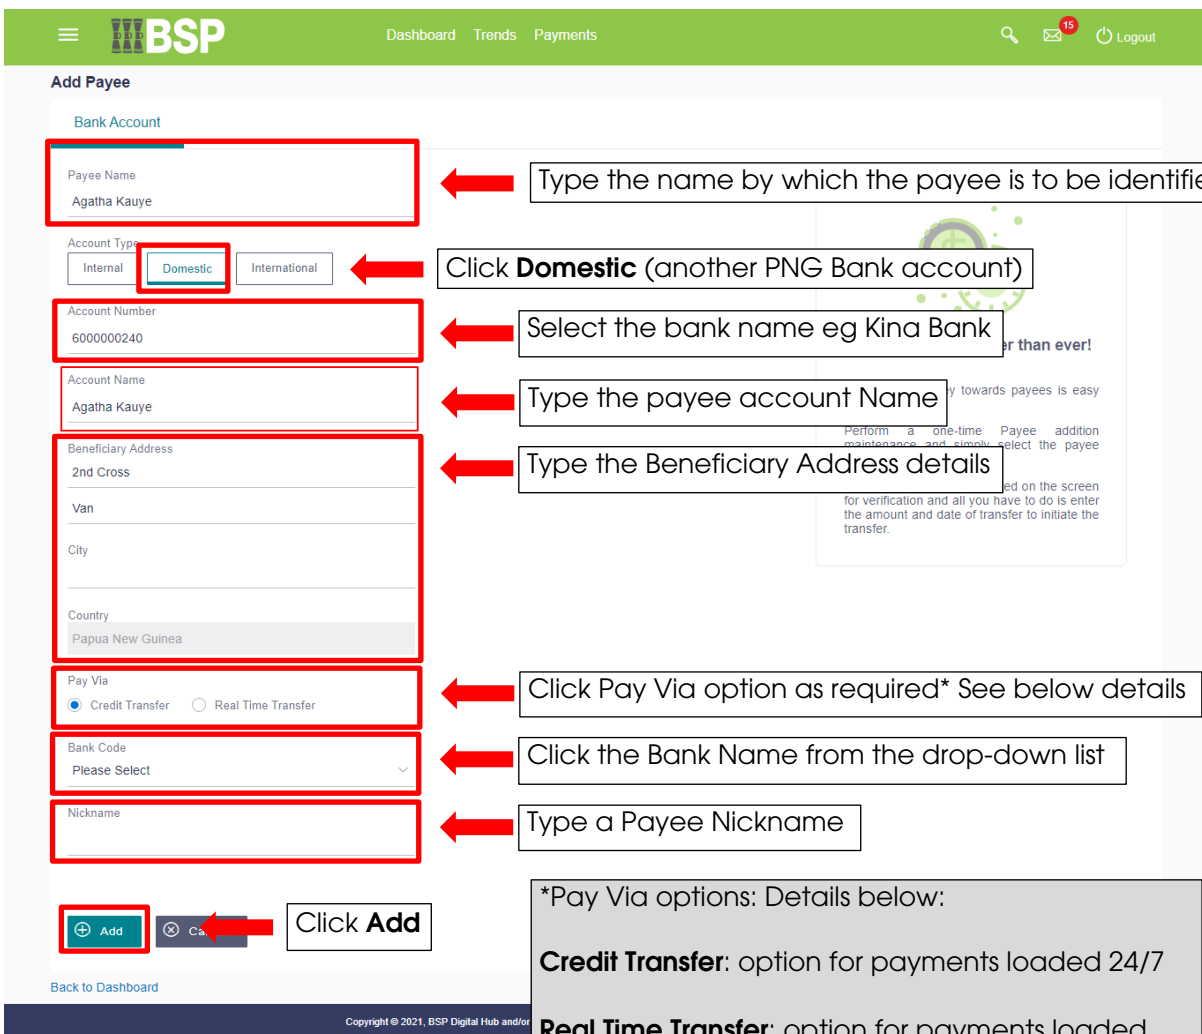 BSP
Dashboard Trends Payments
15
Logout
Add Payee
Bank Account
Payee Name
Agatha Kauye
Type the name by which the payee is to be identifie
Account Type
Internal Domestic International
Click Domestic (another PNG Bank account)
Account Number
6000000240
Select the bank name eg Kina Bank
er than ever!
Account Name
Agatha Kauye
Type the payee account Name
y towards payees is easy
Perform a one-time Payee addition
maintenance and simply select the payee
Beneficiary Address
2nd Cross
Van
Type the Beneficiary Address details
ed on the screen
for verification and all you have to do is enter
the amount and date of transfer to initiate the
transfer.
City
Country
Papua New Guinea
Pay Via
Credit Transfer Real Time Transfer
Click Pay Via option as required* See below details
Bank Code
Please Select
Click the Bank Name from the drop-down list
Nickname
Type a Payee Nickname
Add
Click Add
*Pay Via options: Details below:
Credit Transfer: option for payments loaded 24/7
Real Time Transfer: option for payments loaded
Back to Dashboard
Copyright © 2021, BSP Digital Hub and/or